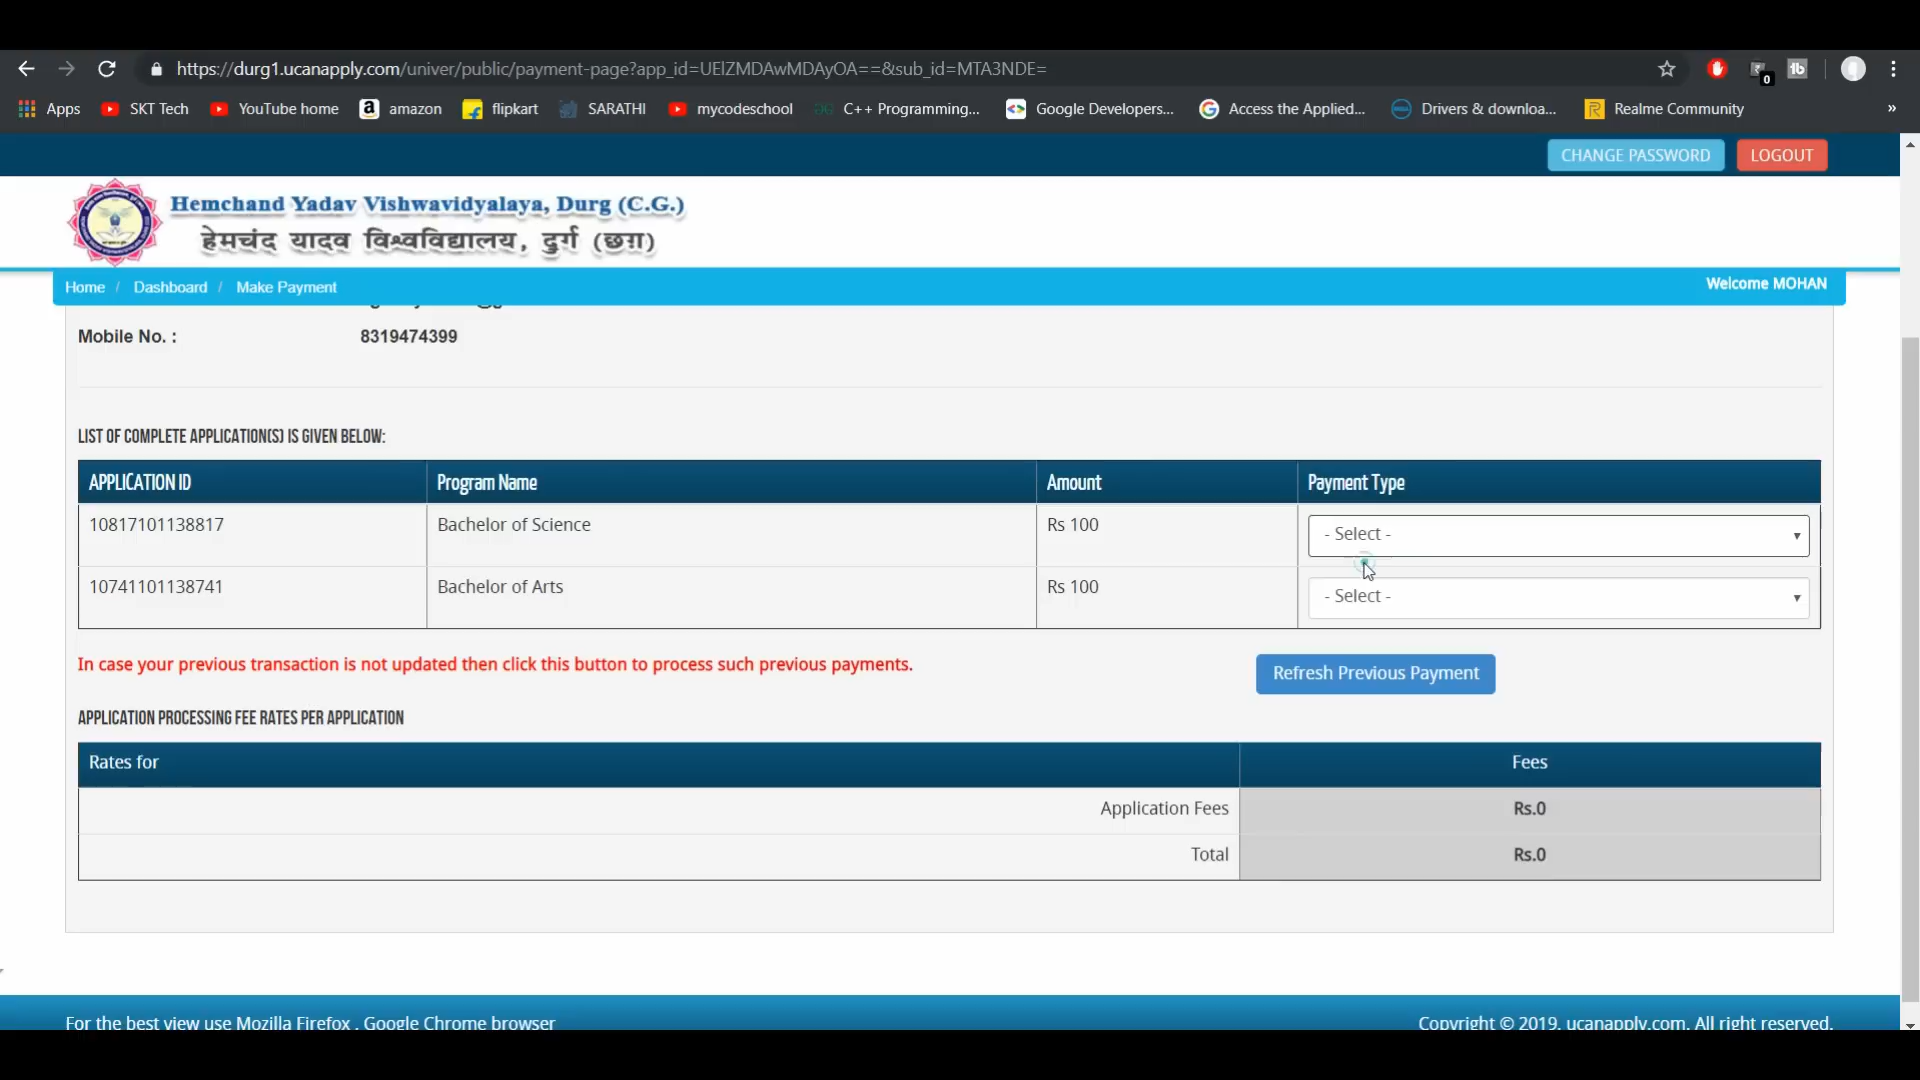 https://durg1.ucanapply.com/univer/public/payment-page?app_id=UElZMDAwMDAyOA==&sub_id=MTA3NDE=
0
Apps SKT Tech YouTube home amazon flipkart SARATHI mycodeschool C++ Programming... Google Developers... Access the Applied... Drivers & downloa... Realme Community »
CHANGE PASSWORD LOGOUT
Hemchand Yadav Vishwavidyalaya, Durg (C.G.)
हेमचंद यादव विश्वविद्यालय, दुर्ग (छग)
Home / Dashboard / Make Payment Welcome MOHAN
Mobile No. : 8319474399
LIST OF COMPLETE APPLICATION(S) IS GIVEN BELOW:
APPLICATION ID Program Name Amount Payment Type
10817101138817 Bachelor of Science Rs 100 - Select -
10741101138741 Bachelor of Arts Rs 100 - Select -
In case your previous transaction is not updated then click this button to process such previous payments. Refresh Previous Payment
APPLICATION PROCESSING FEE RATES PER APPLICATION
Rates for Fees
Application Fees Rs.0
Total Rs.0
For the best view use Mozilla Firefox , Google Chrome browser Copyright © 2019. ucanapply.com. All right reserved.